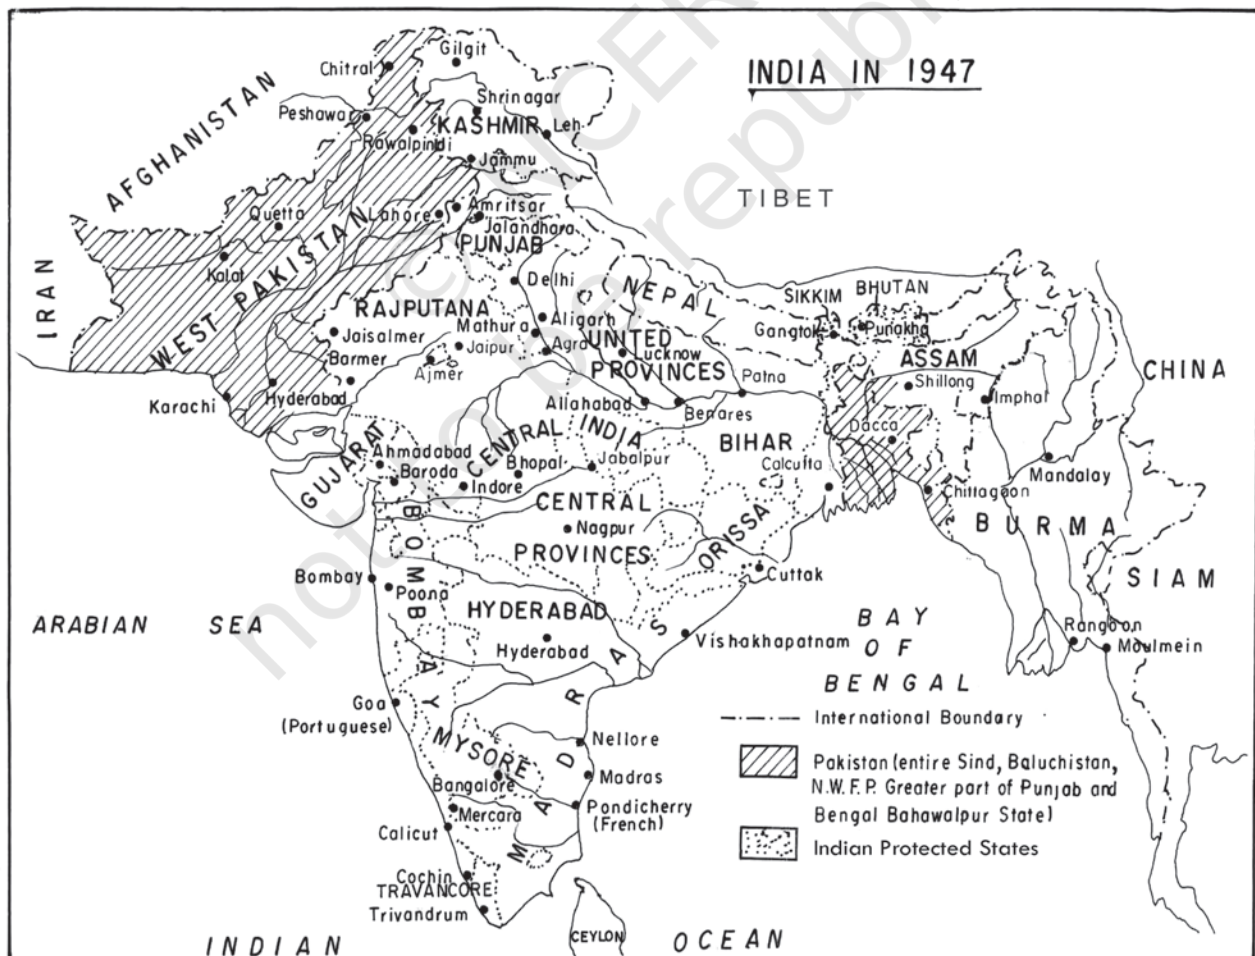 INDIA IN 1947
Gilgit
Chitral
Shrinagar
Peshawa
KASHMIR
Leh
Rawalpindi
Jammu
AFGHANISTAN
TIBET
Quetta
Lahore
Amritsar
Jalandhara
PUNJAB
Kalat
WEST PAKISTAN
IRAN
Delhi
NEPAL
SIKKIM
BHUTAN
RAJPUTANA
Jaisalmer
Mathura
Aligarh
Gangtok
Punakha
Barmer
Jaipur
Agra
UNITED
PROVINCES
Lucknow
ASSAM
Ajmer
Patna
Shillong
CHINA
Karachi
Hyderabad
Allahabad
Benares
Imphal
GUJARAT
Ahmadabad
Baroda
CENTRAL INDIA
Bhopal
Indore
Jabalpur
BIHAR
Dacca
Calcutta
Mandalay
Chittagoon
BURMA
CENTRAL
PROVINCES
Nagpur
ORISSA
Cuttak
SIAM
BOMBAY
Bombay
Poona
HYDERABAD
Hyderabad
Vishakhapatnam
ARABIAN SEA
BAY
OF
BENGAL
Rangoon
Moulmein
Goa
(Portuguese)
MYSORE
MADRAS
Nellore
Bangalore
Madras
Mercara
Pondicherry
(French)
Calicut
Cochin
TRAVANCORE
Trivandrum
CEYLON
INDIAN OCEAN
International Boundary
Pakistan (entire Sind, Baluchistan,
N.W.F.P. Greater part of Punjab and
Bengal Bahawalpur State)
Indian Protected States
not to be republi
© NCER